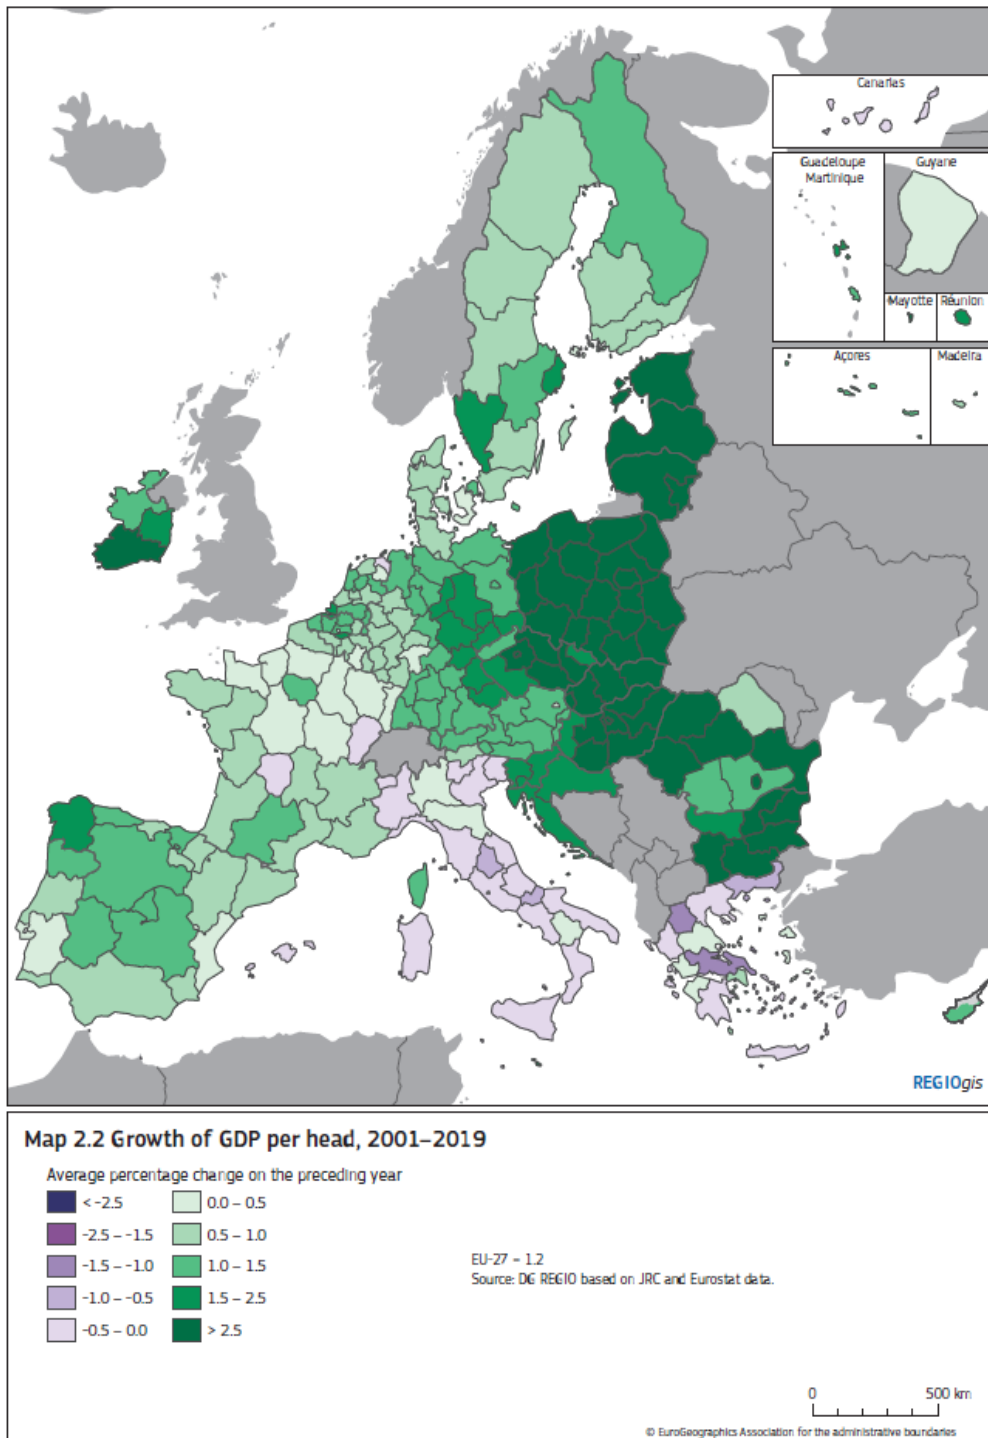 Canarias
Guadeloupe
Martinique
Guyane
Mayotte
Réunion
Açores
Madeira
REGIOgis
Map 2.2 Growth of GDP per head, 2001–2019
Average percentage change on the preceding year
< -2.5
-2.5 – -1.5
-1.5 – -1.0
-1.0 – -0.5
-0.5 – 0.0
0.0 – 0.5
0.5 – 1.0
1.0 – 1.5
1.5 – 2.5
> 2.5
EU-27 = 1.2
Source: DG REGIO based on JRC and Eurostat data.
0 500 km
© EuroGeographics Association for the administrative boundaries